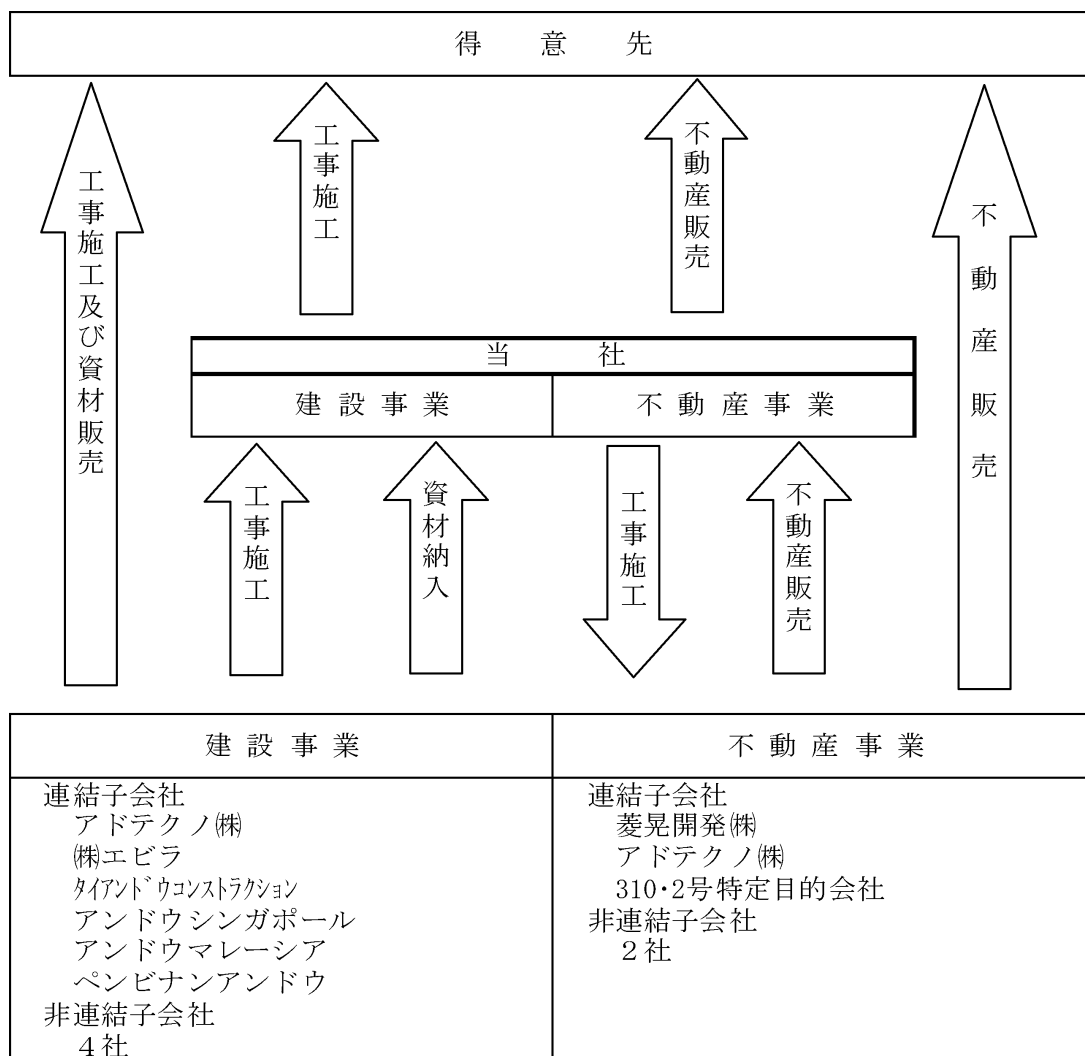 得意先
工事施工及び資材販売
工事施工
不動産販売
不動産販売
当社
建設事業
不動産事業
工事施工
資材納入
工事施工
不動産販売
建設事業
不動産事業
連結子会社
アドテクノ㈱
㈱エビラ
ﾀｲｱﾝﾄﾞｳｺﾝｽﾄﾗｸｼｮﾝ
アンドウシンガポール
アンドウマレーシア
ペンビナンアンドウ
非連結子会社
４社
連結子会社
菱晃開発㈱
アドテクノ㈱
310・2号特定目的会社
非連結子会社
２社